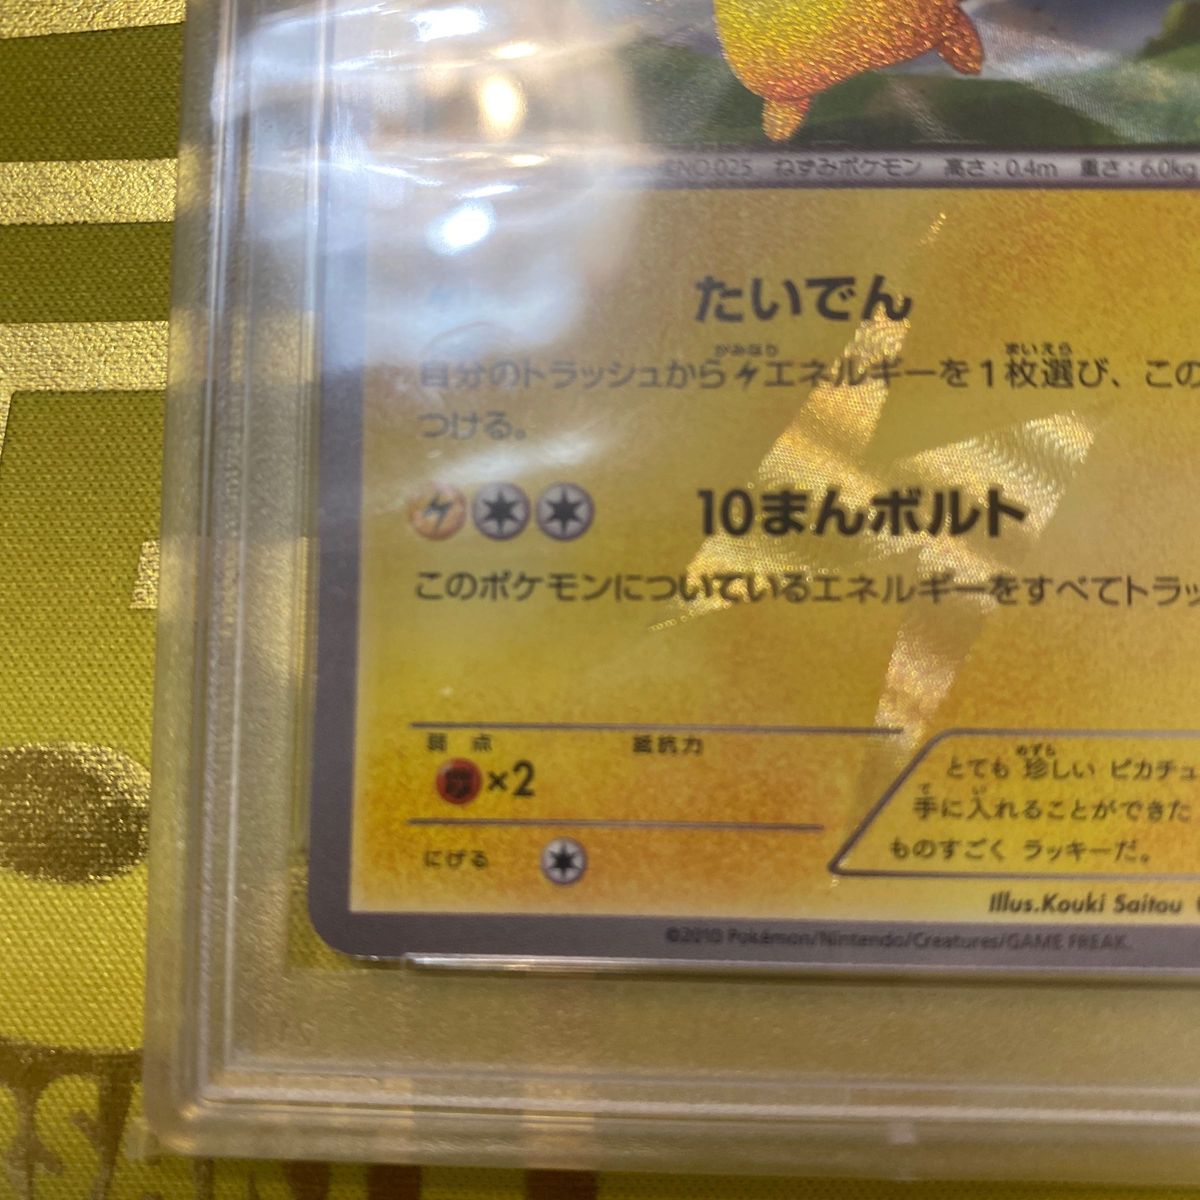 NO.025 ねずみポケモン 高さ:0.4m 重さ:6.0kg
たいでん
自分のトラッシュからエネルギーを1枚選び、この
つける。
10まんボルト
このポケモンについているエネルギーをすべてトラッ
弱点 抵抗力
×2
とても 珍しい ピカチュ
手に入れることができた
ものすごく ラッキーだ。
にげる
Illus.Kouki Saitou
©2010 Pokémon/Nintendo/Creatures/GAME FREAK.